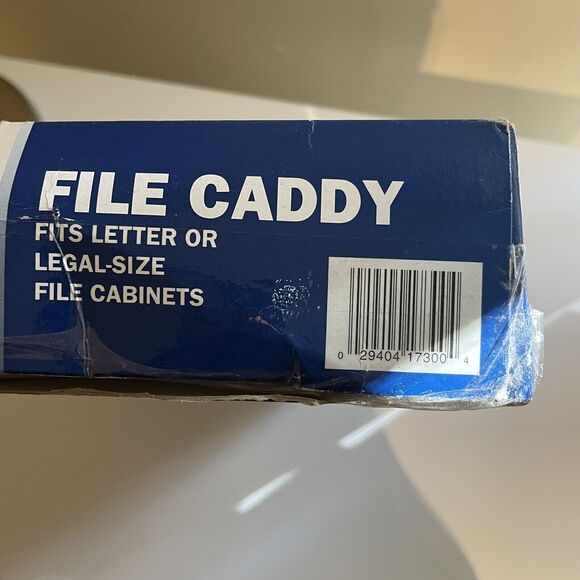 FILE CADDY
FITS LETTER OR
LEGAL-SIZE
FILE CABINETS
0 29404 17300 4